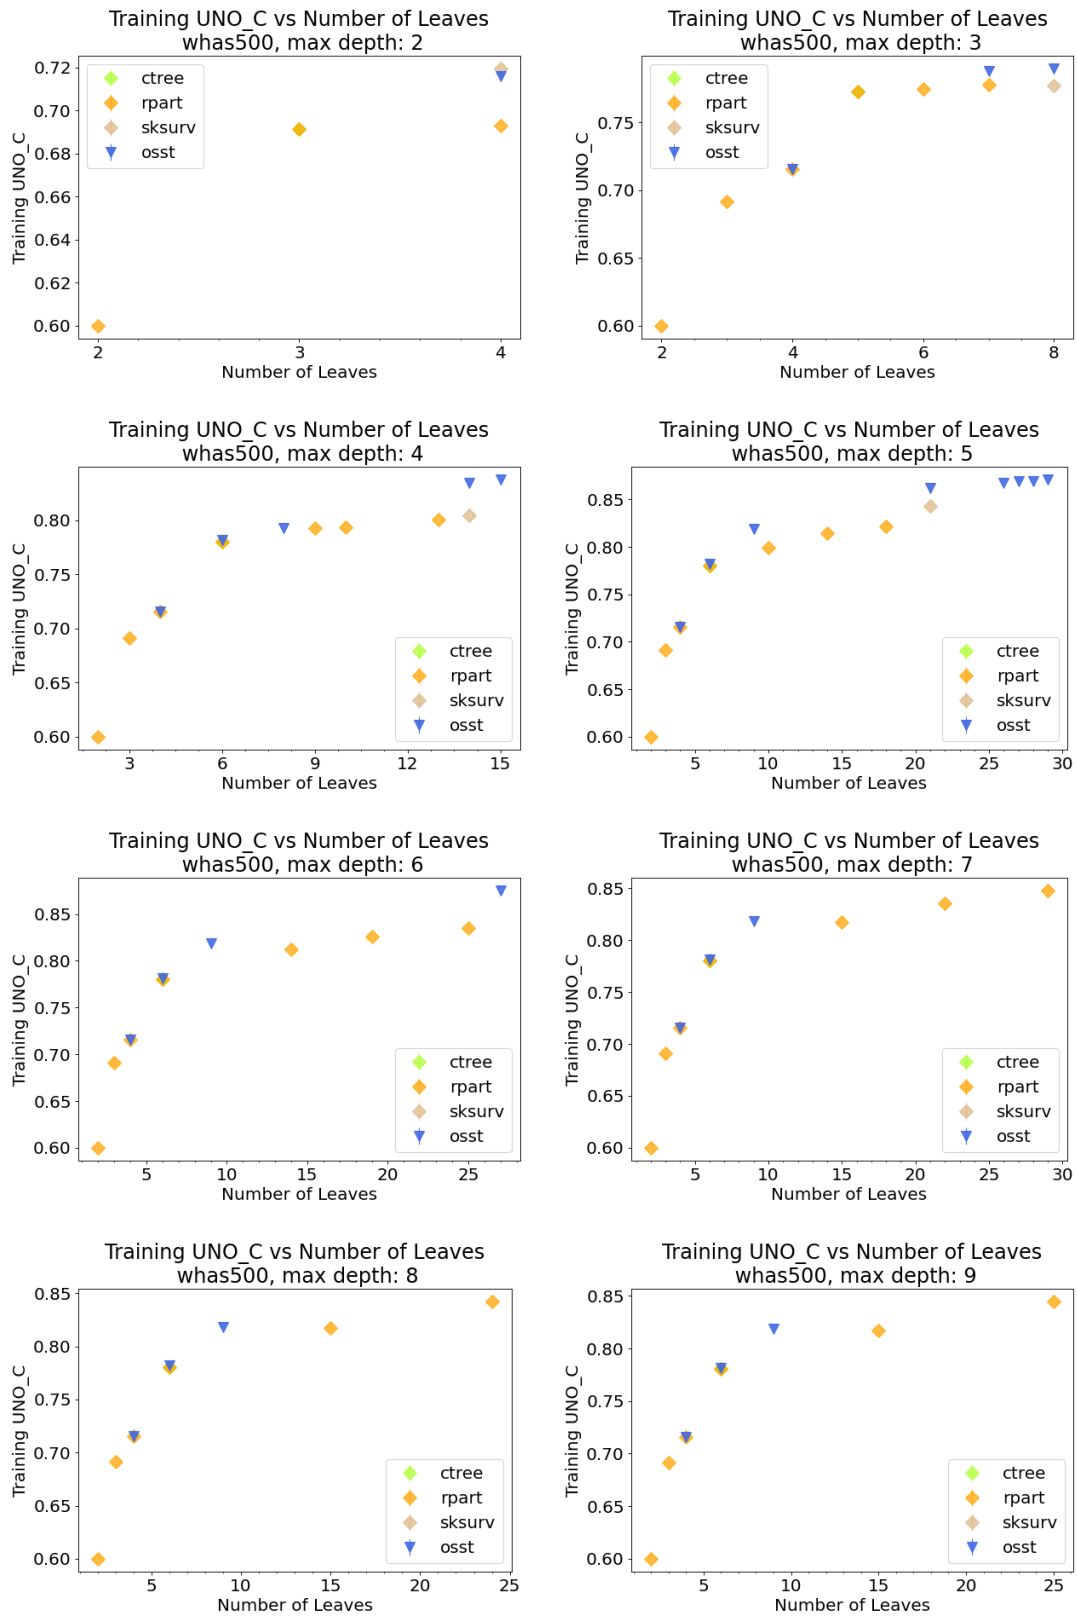 Training UNO_C vs Number of Leaves
whas500, max depth: 2
Training UNO_C
0.72
0.70
0.68
0.66
0.64
0.62
0.60
ctree
rpart
sksurv
osst
2
3
4
Number of Leaves
Training UNO_C vs Number of Leaves
whas500, max depth: 3
Training UNO_C
0.75
0.70
0.65
0.60
ctree
rpart
sksurv
osst
2
4
6
8
Number of Leaves
Training UNO_C vs Number of Leaves
whas500, max depth: 4
Training UNO_C
0.80
0.75
0.70
0.65
0.60
ctree
rpart
sksurv
osst
3
6
9
12
15
Number of Leaves
Training UNO_C vs Number of Leaves
whas500, max depth: 5
Training UNO_C
0.85
0.80
0.75
0.70
0.65
0.60
ctree
rpart
sksurv
osst
5
10
15
20
25
30
Number of Leaves
Training UNO_C vs Number of Leaves
whas500, max depth: 6
Training UNO_C
0.85
0.80
0.75
0.70
0.65
0.60
ctree
rpart
sksurv
osst
5
10
15
20
25
Number of Leaves
Training UNO_C vs Number of Leaves
whas500, max depth: 7
Training UNO_C
0.85
0.80
0.75
0.70
0.65
0.60
ctree
rpart
sksurv
osst
5
10
15
20
25
30
Number of Leaves
Training UNO_C vs Number of Leaves
whas500, max depth: 8
Training UNO_C
0.85
0.80
0.75
0.70
0.65
0.60
ctree
rpart
sksurv
osst
5
10
15
20
25
Number of Leaves
Training UNO_C vs Number of Leaves
whas500, max depth: 9
Training UNO_C
0.85
0.80
0.75
0.70
0.65
0.60
ctree
rpart
sksurv
osst
5
10
15
20
25
Number of Leaves